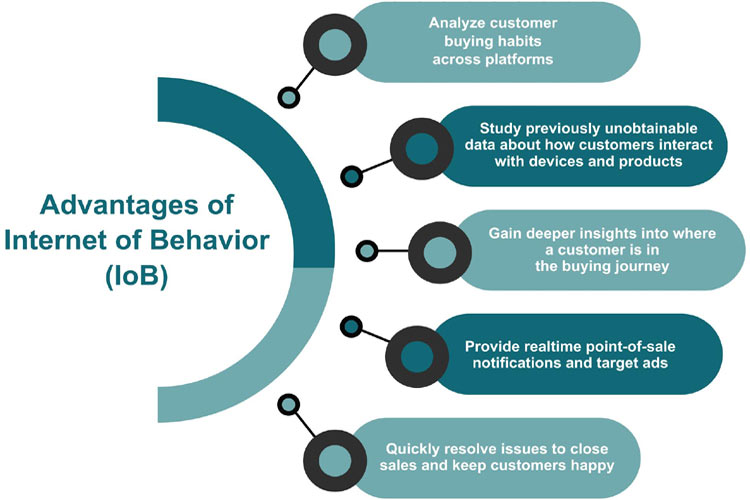 Advantages of
Internet of Behavior
(IoB)
Analyze customer
buying habits
across platforms
Study previously unobtainable
data about how customers interact
with devices and products
Gain deeper insights into where
a customer is in
the buying journey
Provide realtime point-of-sale
notifications and target ads
Quickly resolve issues to close
sales and keep customers happy